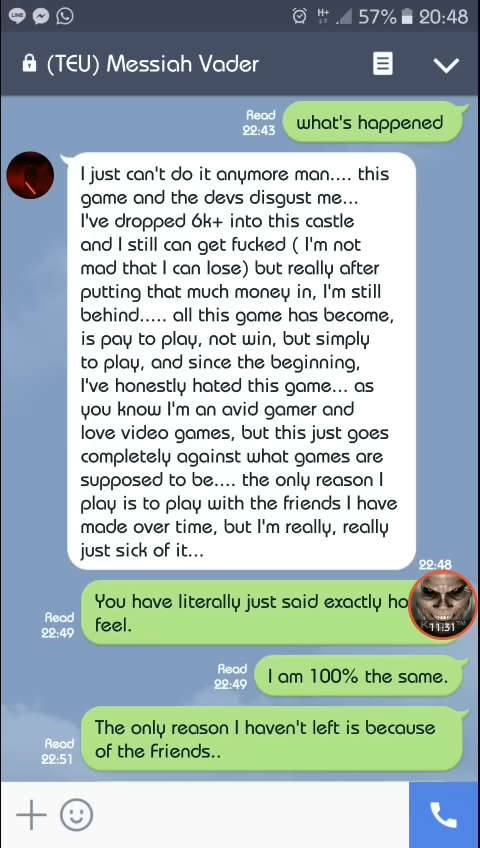 LINE
H+
57%
20:48
(TEU) Messiah Vader
Read
22:43
what's happened
I just can't do it anymore man.... this
game and the devs disgust me...
I've dropped 6k+ into this castle
and I still can get fucked ( I'm not
mad that I can lose) but really after
putting that much money in, I'm still
behind..... all this game has become,
is pay to play, not win, but simply
to play, and since the beginning,
I've honestly hated this game... as
you know I'm an avid gamer and
love video games, but this just goes
completely against what games are
supposed to be.... the only reason I
play is to play with the friends I have
made over time, but I'm really, really
just sick of it...
22:48
You have literally just said exactly ho
feel.
Read
22:49
11:31
Read
22:49
I am 100% the same.
The only reason I haven't left is because
of the friends..
Read
22:51